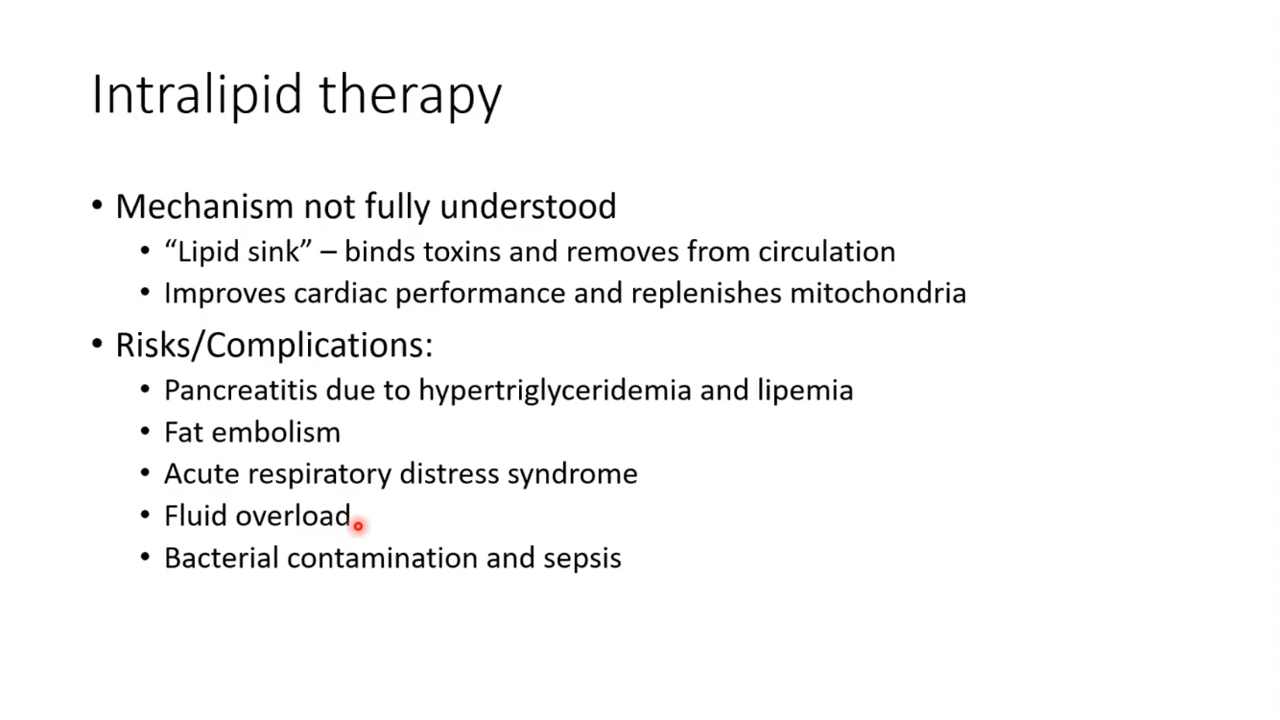 Intralipid therapy
• Mechanism not fully understood
• “Lipid sink” – binds toxins and removes from circulation
• Improves cardiac performance and replenishes mitochondria
• Risks/Complications:
• Pancreatitis due to hypertriglyceridemia and lipemia
• Fat embolism
• Acute respiratory distress syndrome
• Fluid overload
• Bacterial contamination and sepsis